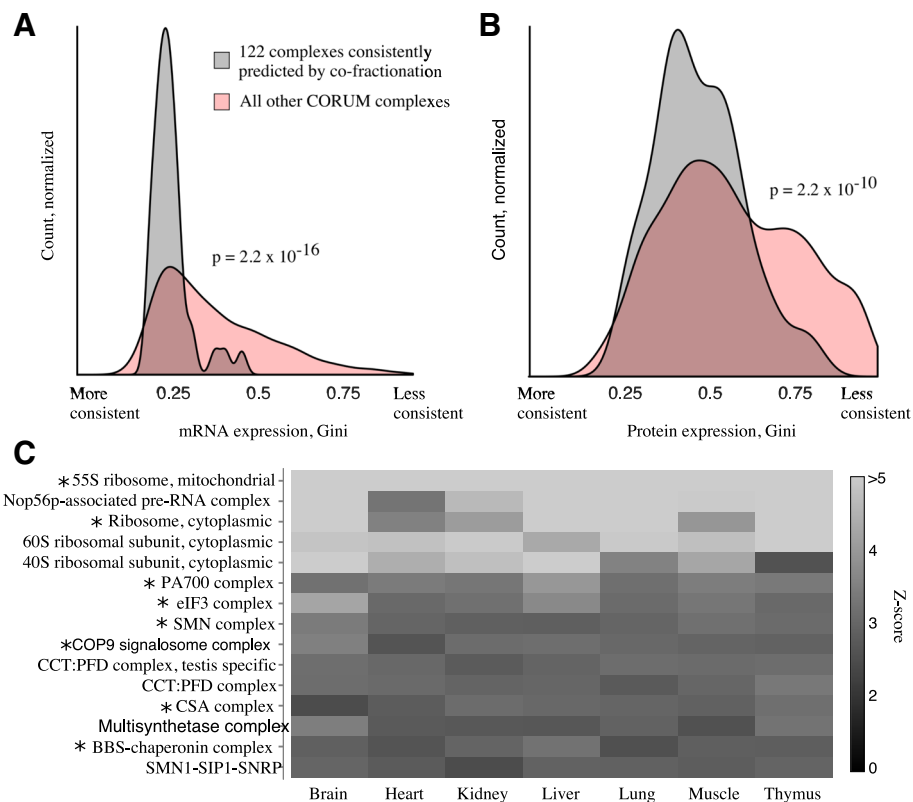 A
122 complexes consistently
predicted by co-fractionation
All other CORUM complexes
Count, normalized
p = 2.2 x 10-16
More
consistent
0.25
0.5
0.75
Less
consistent
mRNA expression, Gini
B
Count, normalized
p = 2.2 x 10-10
More
consistent
0.25
0.5
0.75
Less
consistent
Protein expression, Gini
C
* 55S ribosome, mitochondrial
Nop56p-associated pre-RNA complex
* Ribosome, cytoplasmic
60S ribosomal subunit, cytoplasmic
40S ribosomal subunit, cytoplasmic
* PA700 complex
* eIF3 complex
* SMN complex
*COP9 signalosome complex
CCT:PFD complex, testis specific
CCT:PFD complex
* CSA complex
Multisynthetase complex
* BBS-chaperonin complex
SMN1-SIP1-SNRP
Brain Heart Kidney Liver Lung Muscle Thymus
>5
4
3
2
0
Z-score